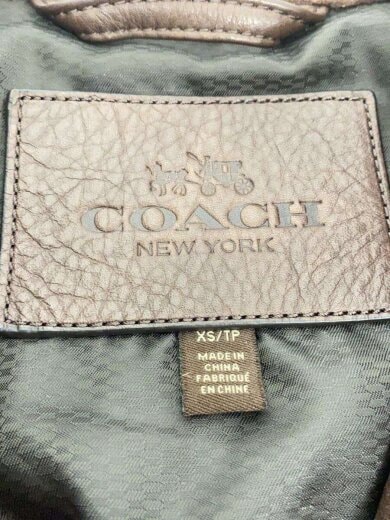 COACH
NEW YORK
XS/TP
MADE IN
CHINA
FABRIQUÉ
EN CHINE